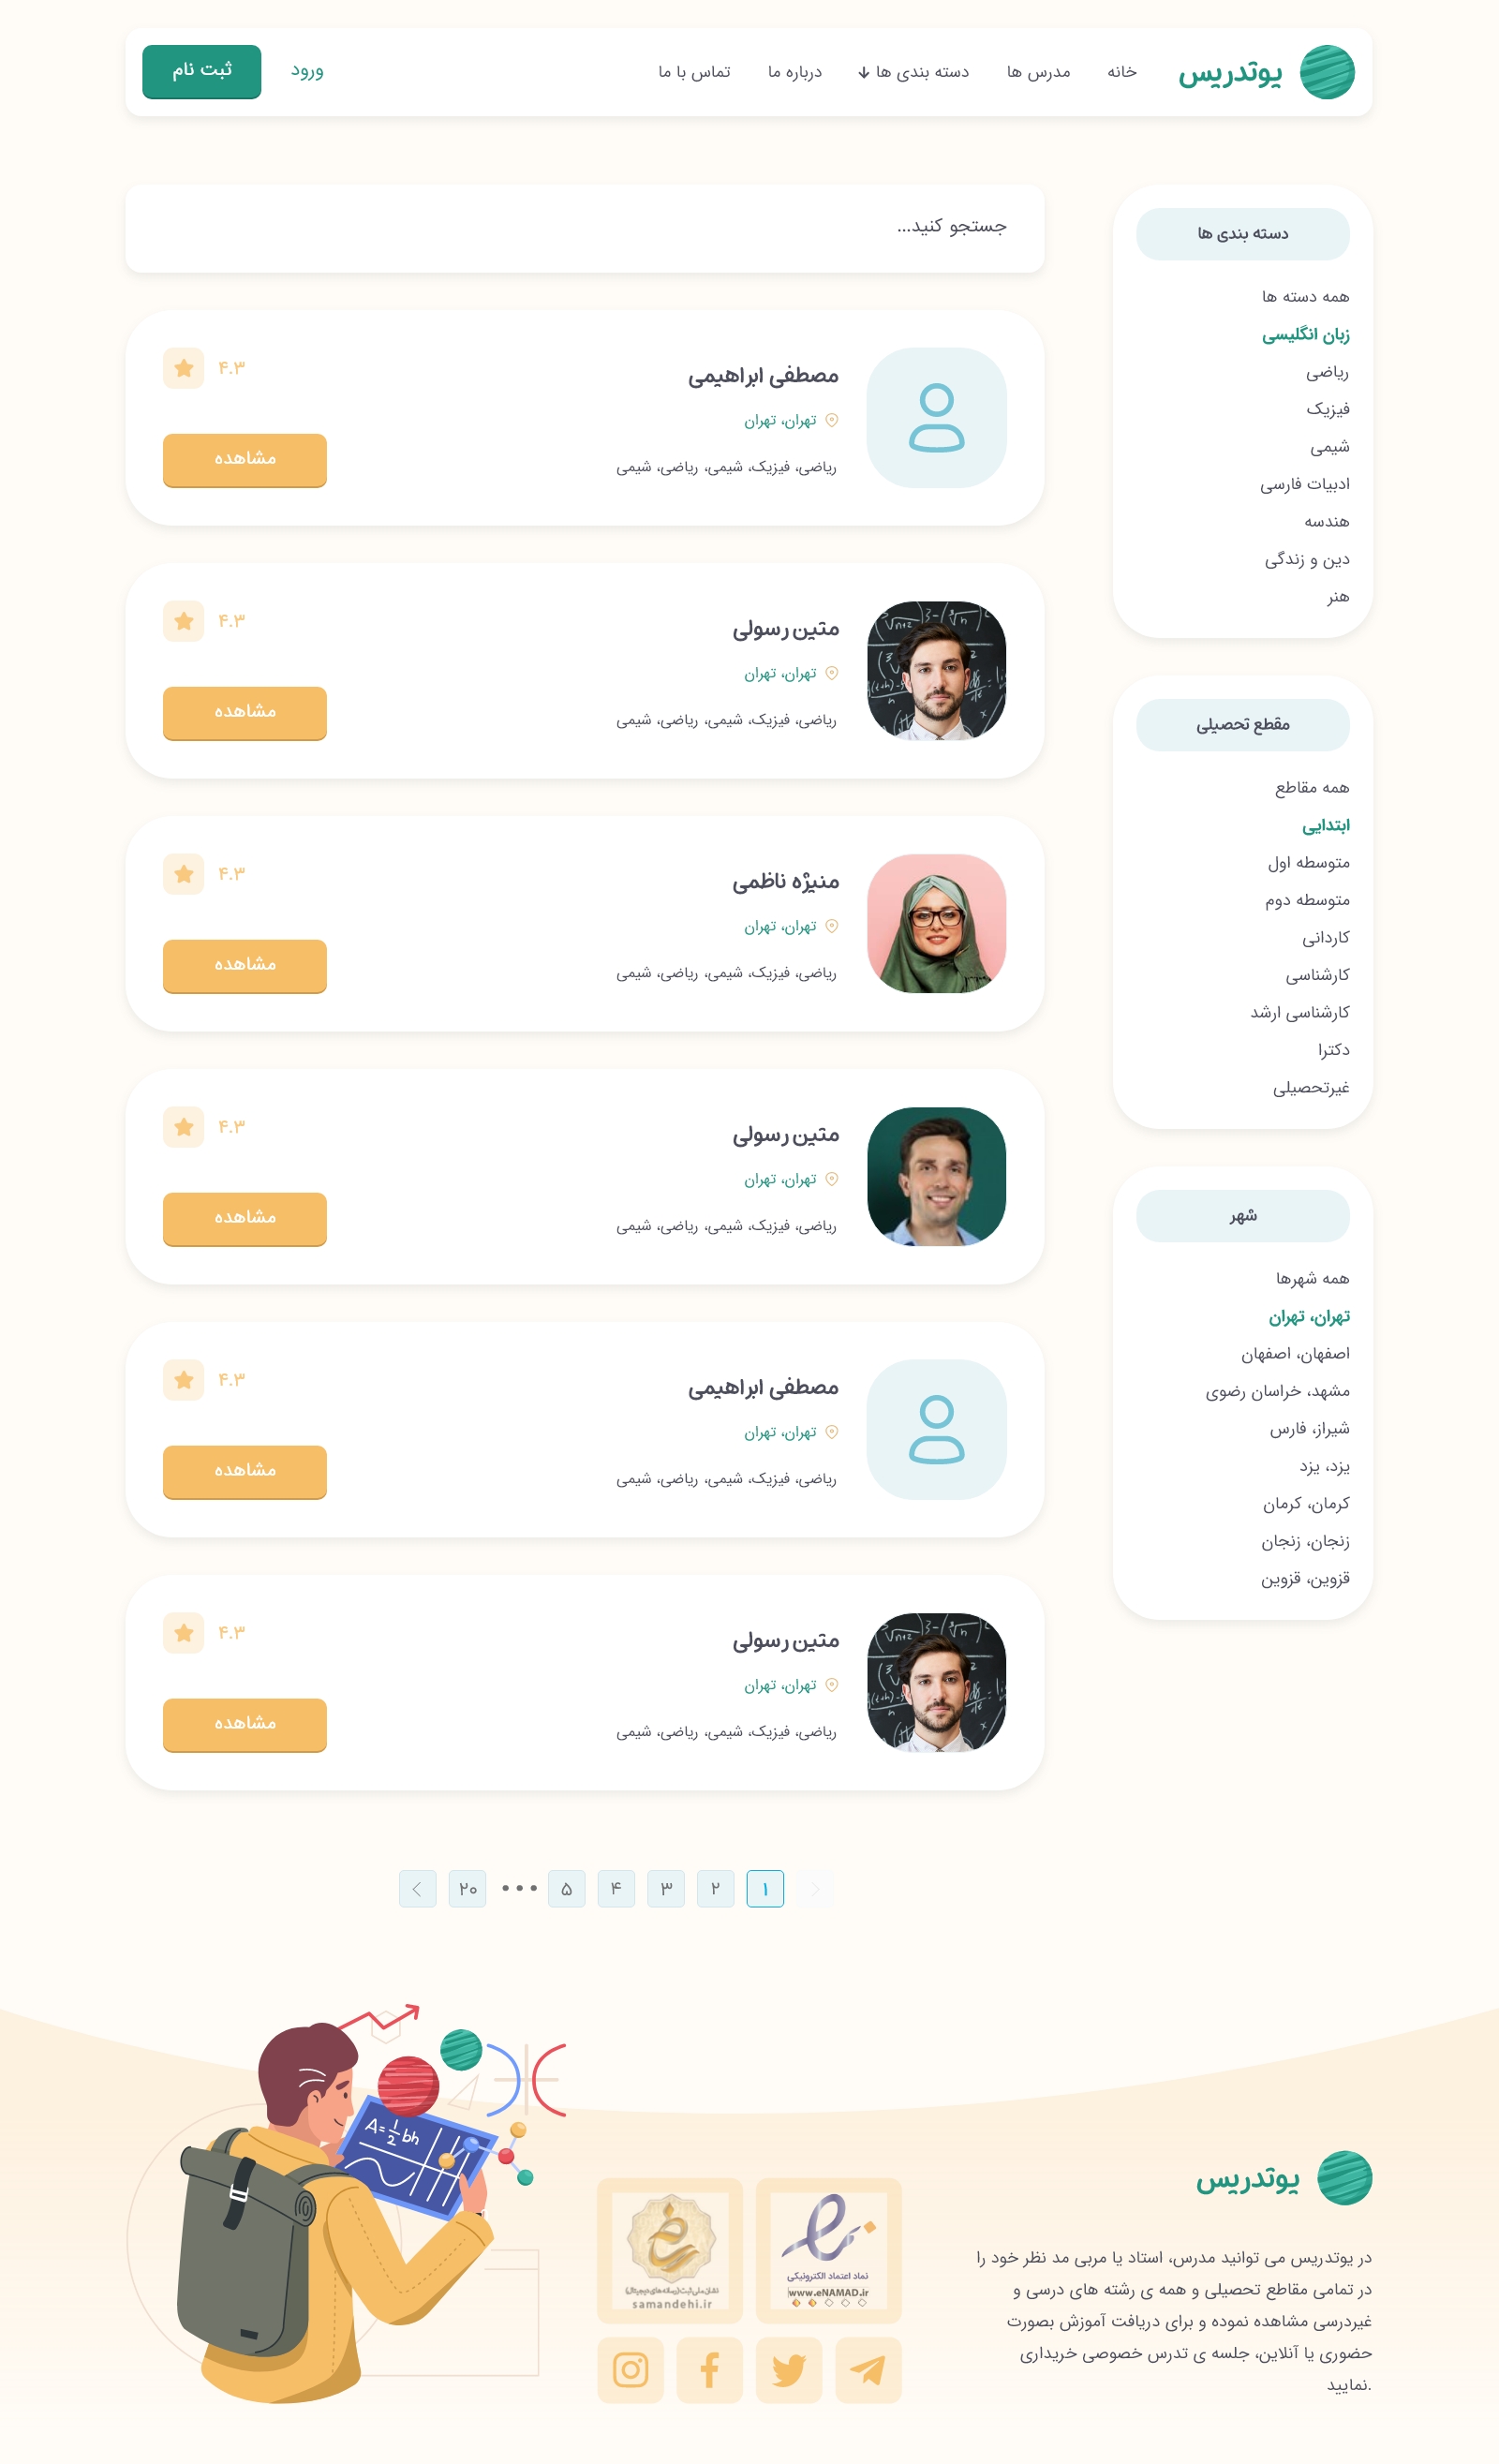 یوتدریس
خانه
مدرس ها
دسته بندی ها
درباره ما
تماس با ما
ورود
ثبت نام
دسته بندی ها
همه دسته ها
زبان انگلیسی
ریاضی
فیزیک
شیمی
ادبیات فارسی
هندسه
دین و زندگی
هنر
مقطع تحصیلی
همه مقاطع
ابتدایی
متوسطه اول
متوسطه دوم
کاردانی
کارشناسی
کارشناسی ارشد
دکترا
غیرتحصیلی
شهر
همه شهرها
تهران، تهران
اصفهان، اصفهان
مشهد، خراسان رضوی
شیراز، فارس
یزد، یزد
کرمان، کرمان
زنجان، زنجان
قزوین، قزوین
جستجو کنید...
مصطفی ابراهیمی
تهران، تهران
ریاضی، فیزیک، شیمی، ریاضی، شیمی
۴.۳
مشاهده
متین رسولی
تهران، تهران
ریاضی، فیزیک، شیمی، ریاضی، شیمی
۴.۳
مشاهده
منیژه ناظمی
تهران، تهران
ریاضی، فیزیک، شیمی، ریاضی، شیمی
۴.۳
مشاهده
متین رسولی
تهران، تهران
ریاضی، فیزیک، شیمی، ریاضی، شیمی
۴.۳
مشاهده
مصطفی ابراهیمی
تهران، تهران
ریاضی، فیزیک، شیمی، ریاضی، شیمی
۴.۳
مشاهده
متین رسولی
تهران، تهران
ریاضی، فیزیک، شیمی، ریاضی، شیمی
۴.۳
مشاهده
۱ ۲ ۳ ۴ ۵ ... ۲۰
یوتدریس
در یوتدریس می توانید مدرس، استاد یا مربی مد نظر خود را
در تمامی مقاطع تحصیلی و همه ی رشته های درسی و
غیردرسی مشاهده نموده و برای دریافت آموزش بصورت
حضوری یا آنلاین، جلسه ی تدرس خصوصی خریداری
.نمایید
نماد اعتماد الکترونیکی
www.eNAMAD.ir
نشان ملی ثبت (رسانه های دیجیتال)
samandehi.ir
A=½bh